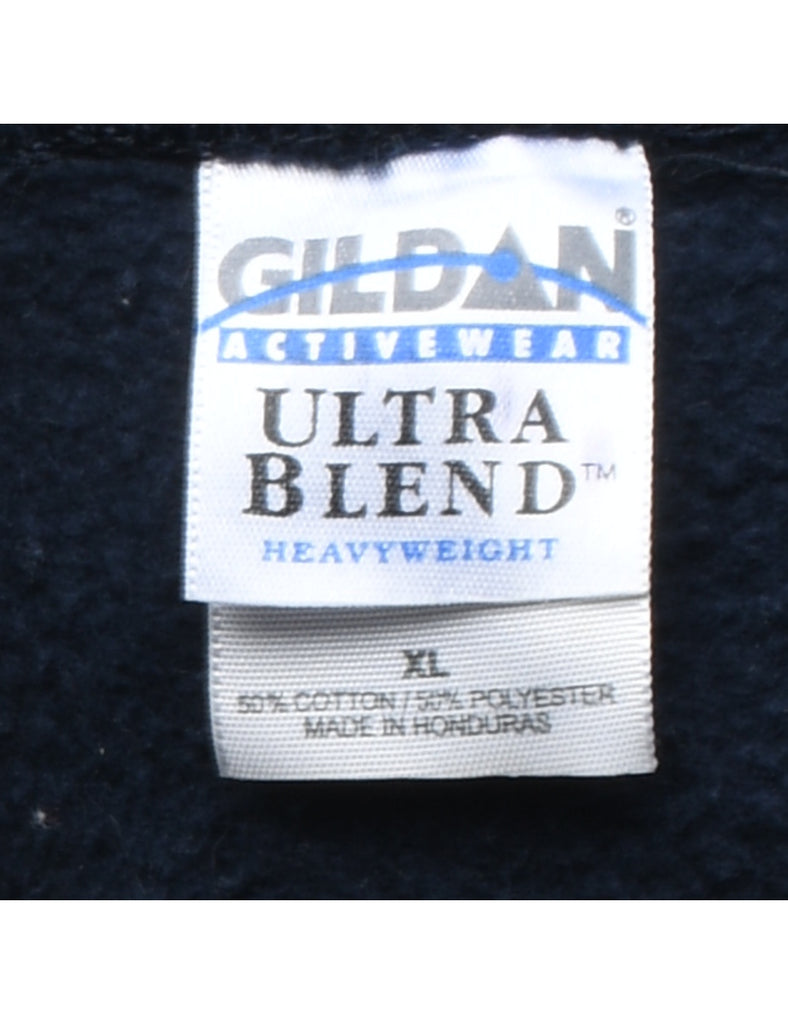 GILDAN®
ACTIVEWEAR
ULTRA
BLEND™
HEAVYWEIGHT
XL
50% COTTON / 50% POLYESTER
MADE IN HONDURAS